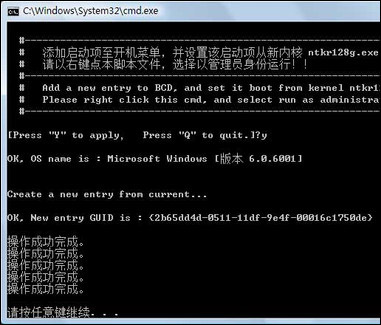 C:\Windows\System32\cmd.exe
#----------------------------------------
#   添加启动项至开机菜单，并设置该启动项从新内核 ntkr128g.exe
#   请以右键点本脚本文件，选择以管理员身份运行！！
#----------------------------------------
#   Add a new entry to BCD, and set it boot from kernel ntkr1
#   Please right click this cmd, and select run as administra
#----------------------------------------
[Press "Y" to apply,   Press "Q" to quit.]?y
OK, OS name is : Microsoft Windows [版本 6.0.6001]
Create a new entry from current...
OK, New entry GUID is : {2b65dd4d-0511-11df-9e4f-00016c1750de}
操作成功完成。
操作成功完成。
操作成功完成。
操作成功完成。
操作成功完成。
请按任意键继续. . .